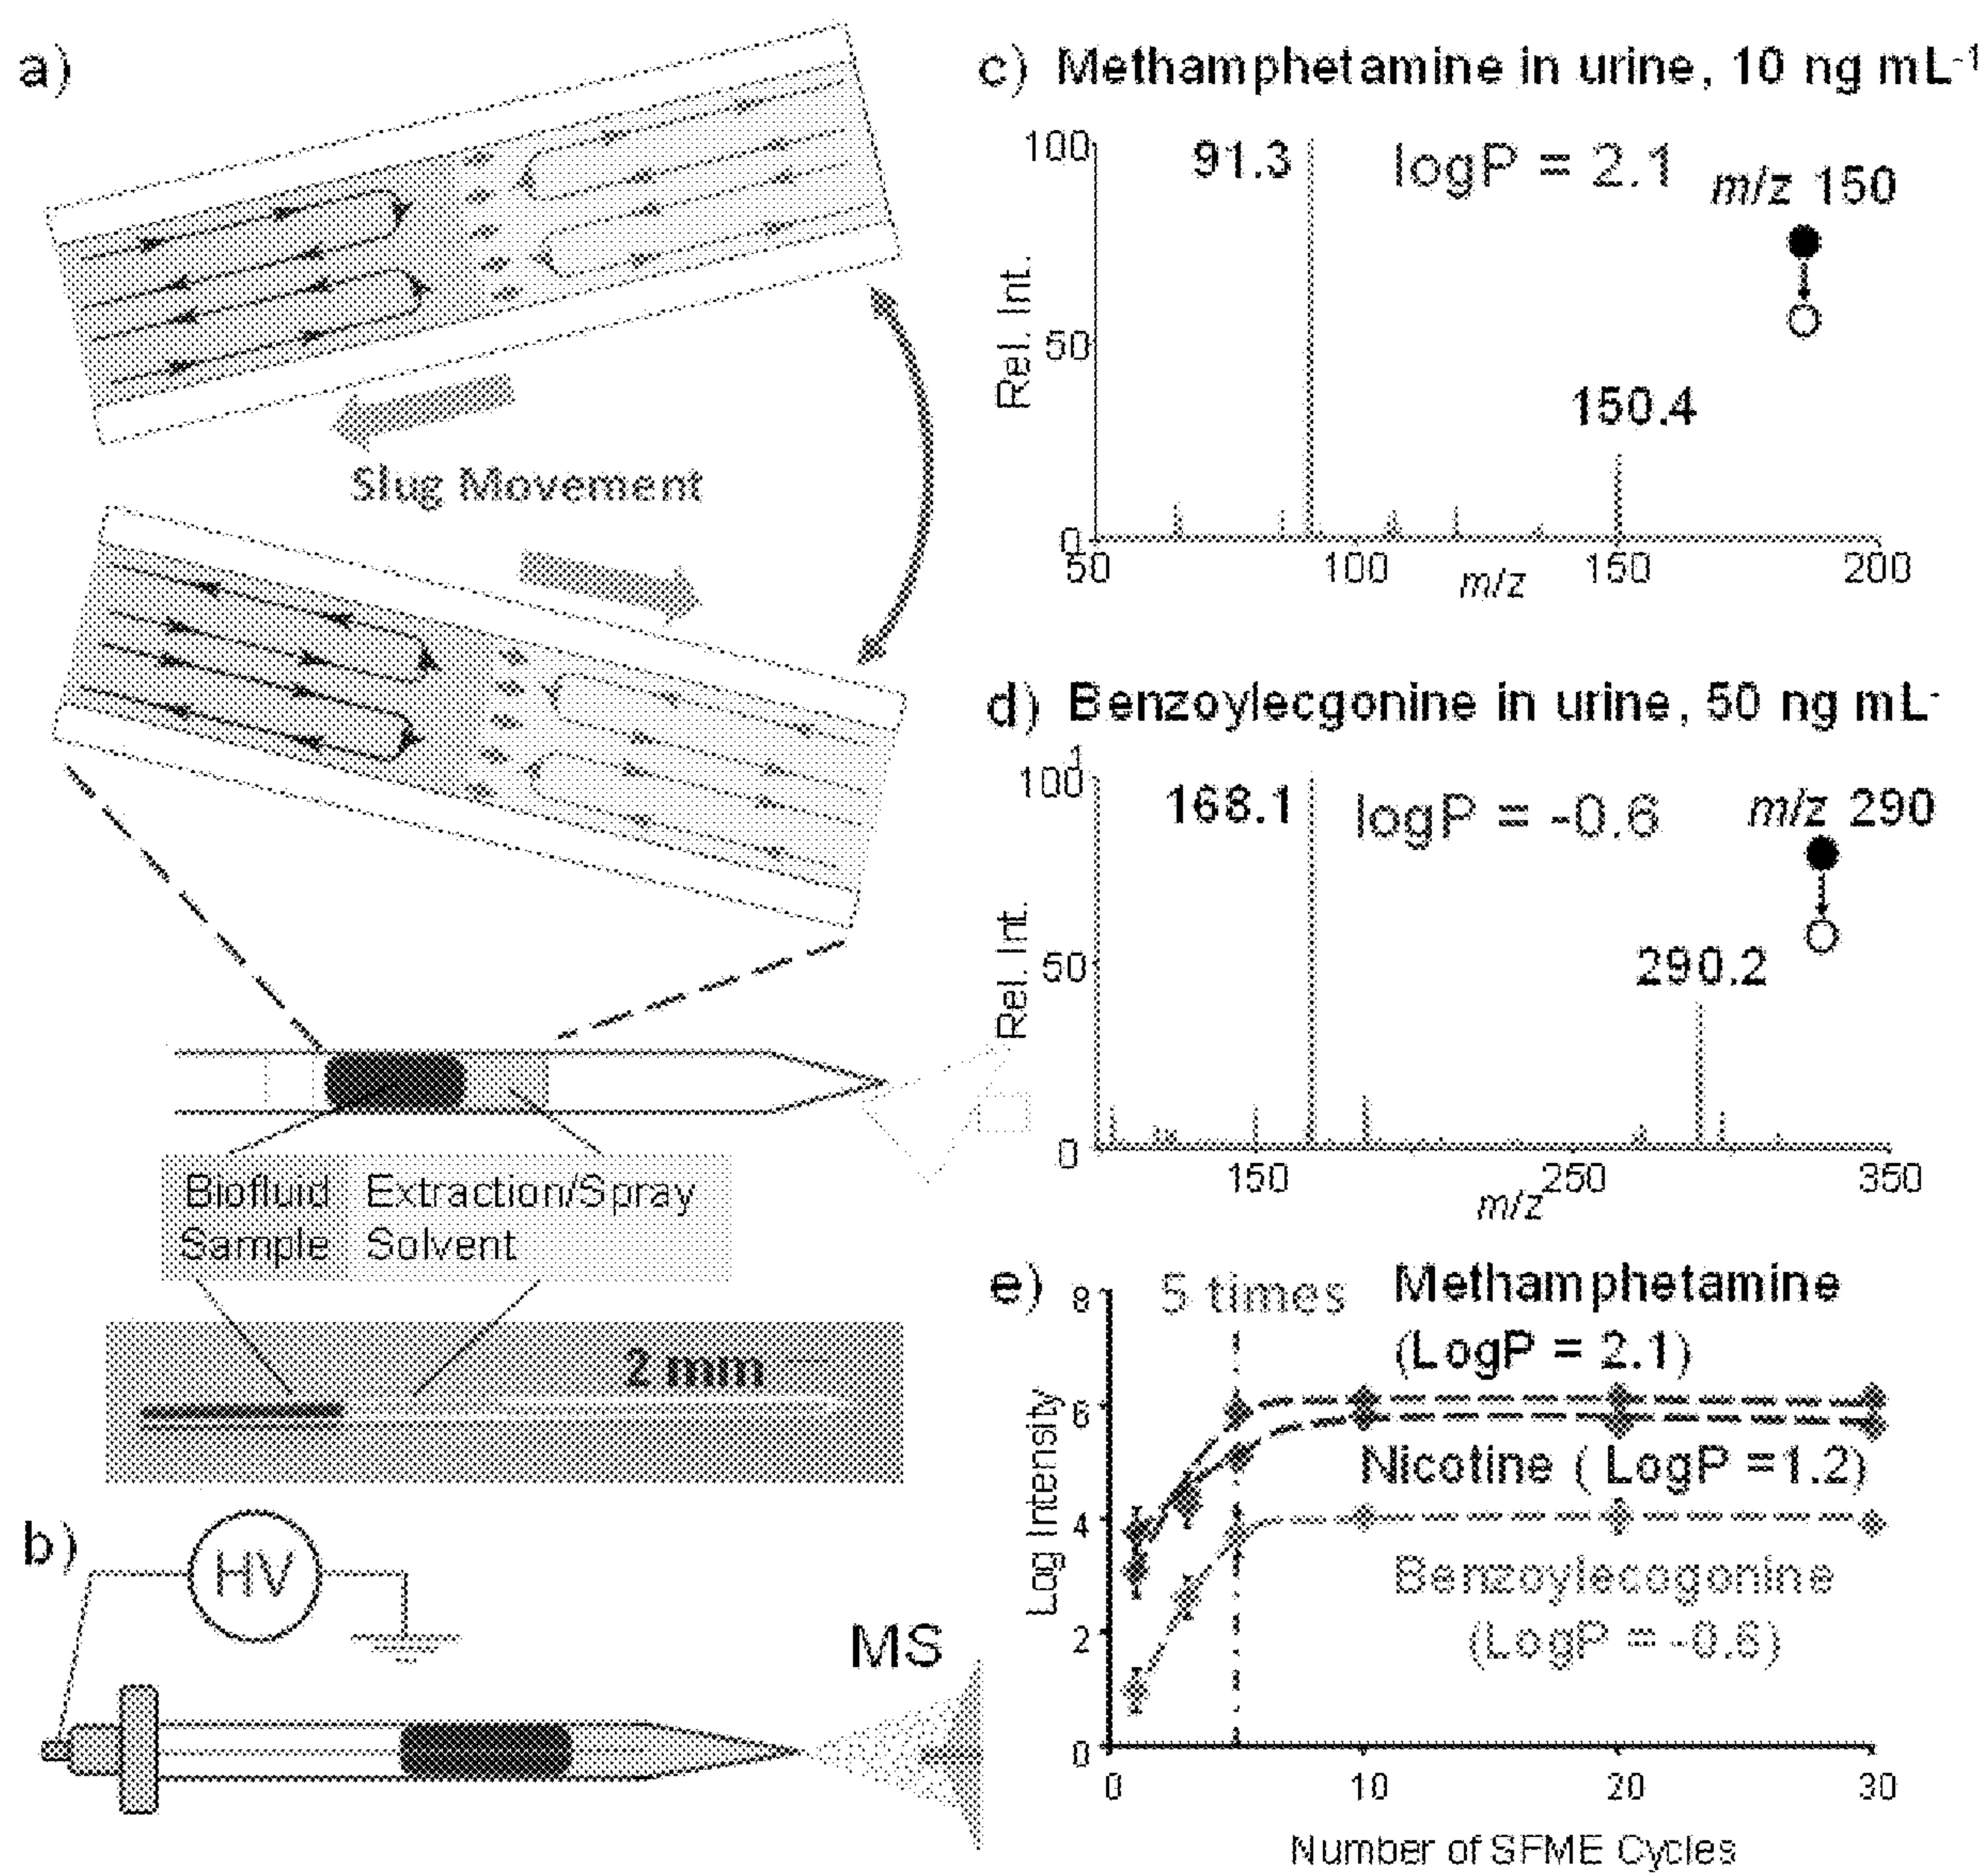 a)
Slug Movement
Biofluid Extraction/Spray
Sample Solvent
2 mm
b)
HV
MS
c) Methamphetamine in urine, 10 ng mL-1
100
91.3
logP = 2.1
m/z 150
Rel. Int.
50
150.4
0
50
100
150
200
m/z
d) Benzoylecgonine in urine, 50 ng mL-
1
100
168.1
logP = -0.6
m/z 290
Rel. Int.
50
290.2
0
150
250
350
m/z
e)
8
5 times
Methamphetamine
(LogP = 2.1)
6
Log Intensity
Nicotine ( LogP =1.2)
4
Benzoylecogonine
(LogP = -0.6)
2
0
0
10
20
30
Number of SFME Cycles